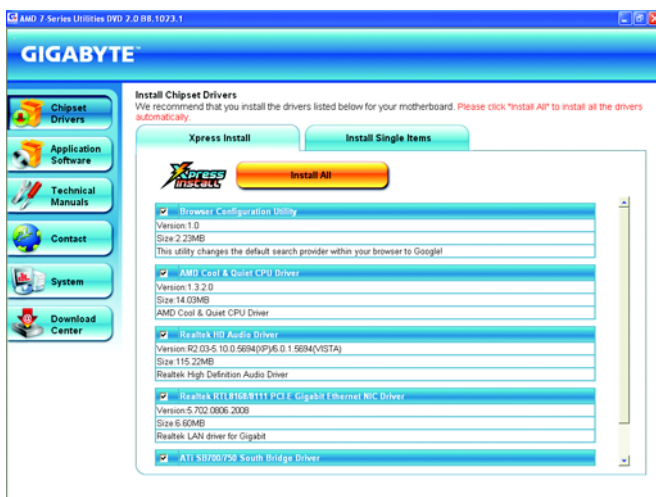 AMD 7-Series Utilities DVD 2.0 B8.1023.1
GIGABYTE™
Chipset
Drivers
Application
Software
Technical
Manuals
Contact
System
Download
Center
Install Chipset Drivers
We recommend that you install the drivers listed below for your motherboard. Please click "Install All" to install all the drivers
automatically.
Xpress Install
Install Single Items
Xpress
Install
Install All
Browser Configuration Utility
Version:1.0
Size:2.23MB
This utility changes the default search provider within your browser to Google!
AMD Cool & Quiet CPU Driver
Version:1.3.2.0
Size:14.03MB
AMD Cool & Quiet CPU Driver
Realtek HD Audio Driver
Version:R2.03-5.10.0.5694(XP)/6.0.1.5694(VISTA)
Size:115.22MB
Realtek High Definition Audio Driver
Realtek RTL8168/8111 PCI-E Gigabit Ethernet NIC Driver
Version:5.702.0806.2008
Size:6.60MB
Realtek LAN driver for Gigabit
ATI SB700/750 South Bridge Driver